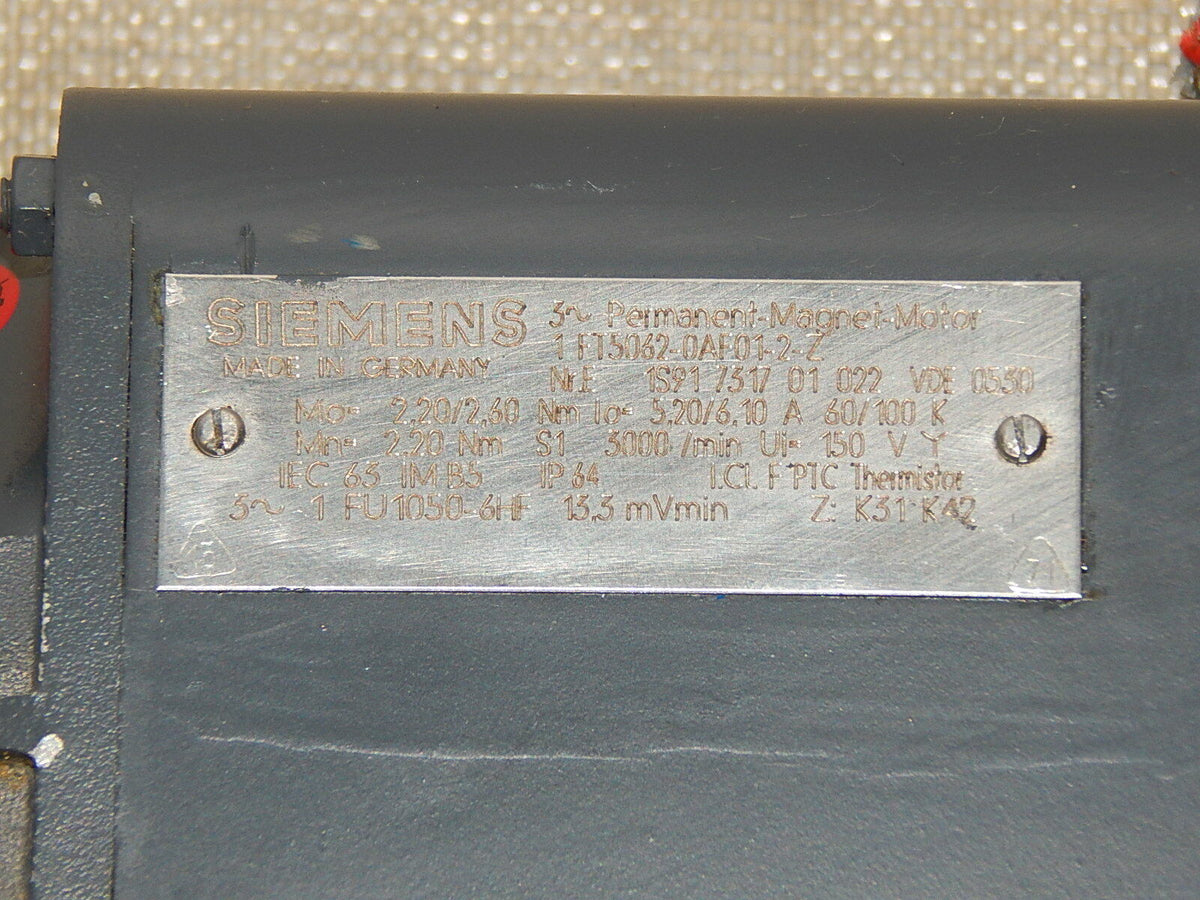 SIEMENS
MADE IN GERMANY
3~ Permanent-Magnet-Motor
1 FT5062-0AF01-2-Z
Nr.E 1S91 7317 01 022 VDE 0530
Mo= 2,20/2,60 Nm Io= 5,20/6,10 A 60/100 K
Mn= 2.20 Nm S1 3000 /min UI= 150 V Y
IEC 63 IM B5 IP 64 I.Cl. F PTC Thermistor
3~ 1 FU1050-6HF 13,3 mVmin Z: K31 K42